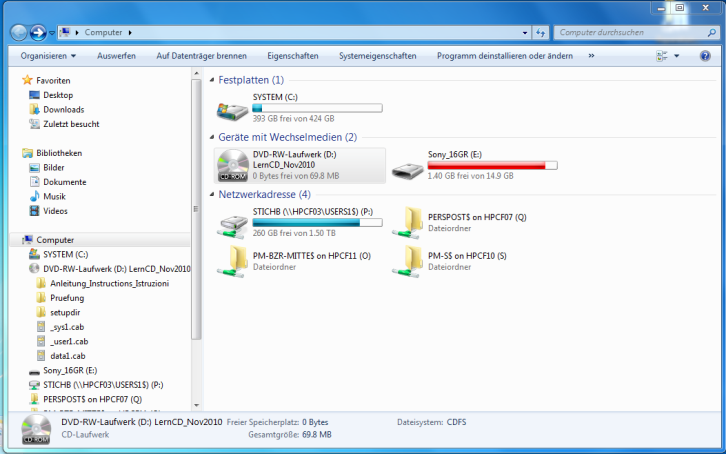 Computer
Computer durchsuchen
Organisieren Auswerfen Auf Datenträger brennen Eigenschaften Systemeigenschaften Programm deinstallieren oder ändern »
Favoriten
Desktop
Downloads
Zuletzt besucht
Bibliotheken
Bilder
Dokumente
Musik
Videos
Computer
SYSTEM (C:)
DVD-RW-Laufwerk (D:) LernCD_Nov2010
Anleitung_Instructions_Istruzioni
Pruefung
setupdir
_sys1.cab
_user1.cab
data1.cab
Sony_16GR (E:)
STICHB (\\HPCF03\USERS1$) (P:)
PERSPOST$ on HPCF07 (Q)
Festplatten (1)
SYSTEM (C:)
393 GB frei von 424 GB
Geräte mit Wechselmedien (2)
DVD-RW-Laufwerk (D:)
LernCD_Nov2010
0 Bytes frei von 69.8 MB
CD-ROM
Sony_16GR (E:)
1.40 GB frei von 14.9 GB
Netzwerkadresse (4)
STICHB (\\HPCF03\USERS1$) (P:)
260 GB frei von 1.50 TB
PERSPOST$ on HPCF07 (Q)
Dateiordner
PM-BZR-MITTE$ on HPCF11 (O)
Dateiordner
PM-S$ on HPCF10 (S)
Dateiordner
CD-ROM
DVD-RW-Laufwerk (D:) LernCD_Nov2010 Freier Speicherplatz: 0 Bytes Dateisystem: CDFS
CD-Laufwerk Gesamtgröße: 69.8 MB